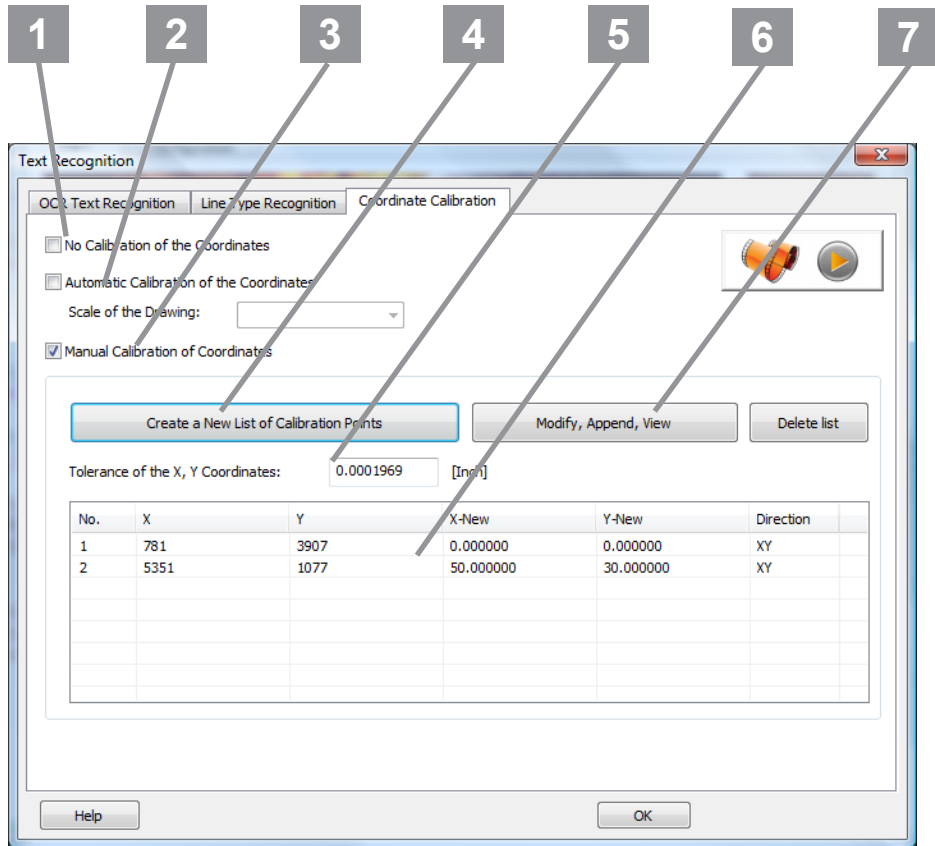 1 2 3 4 5 6 7
Text Recognition
OCR Text Recognition Line Type Recognition Coordinate Calibration
No Calibration of the Coordinates
Automatic Calibration of the Coordinates
Scale of the Drawing:
Manual Calibration of Coordinates
Create a New List of Calibration Points Modify, Append, View Delete list
Tolerance of the X, Y Coordinates: 0.0001969 [Inch]
No. X Y X-New Y-New Direction
1 781 3907 0.000000 0.000000 XY
2 5351 1077 50.000000 30.000000 XY
Help OK